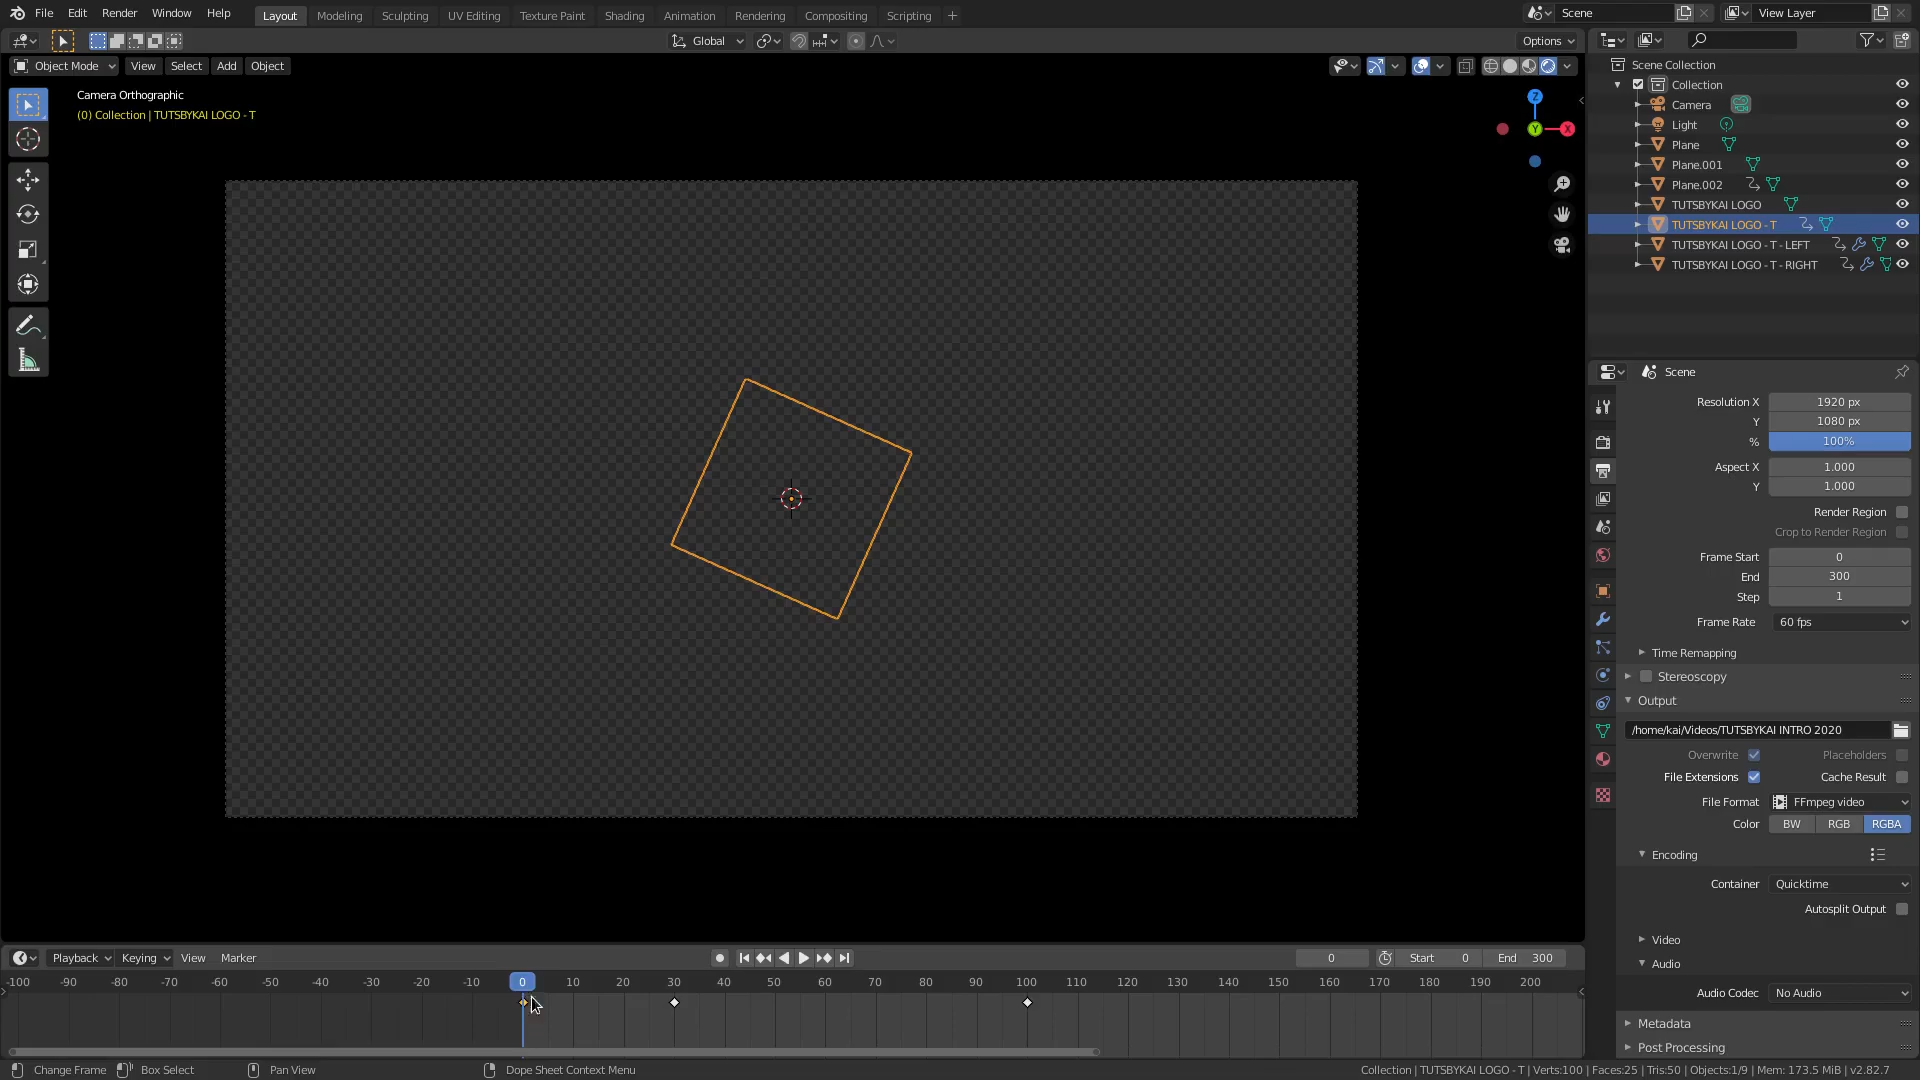 File Edit Render Window Help Layout Modeling Sculpting UV Editing Texture Paint Shading Animation Rendering Compositing Scripting + Scene View Layer
Global Options
Object Mode View Select Add Object
Camera Orthographic
(0) Collection | TUTSBYKAI LOGO - T
Z
Y X
Scene Collection
Collection
Camera
Light
Plane
Plane.001
Plane.002
TUTSBYKAI LOGO
TUTSBYKAI LOGO - T
TUTSBYKAI LOGO - T - LEFT
TUTSBYKAI LOGO - T - RIGHT
Scene
Resolution X 1920 px
Y 1080 px
% 100%
Aspect X 1.000
Y 1.000
Render Region
Crop to Render Region
Frame Start 0
End 300
Step 1
Frame Rate 60 fps
Time Remapping
Stereoscopy
Output
/home/kai/Videos/TUTSBYKAI INTRO 2020
Overwrite Placeholders
File Extensions Cache Result
File Format FFmpeg video
Color BW RGB RGBA
Encoding
Container Quicktime
Autosplit Output
Video
Audio
Audio Codec No Audio
Metadata
Post Processing
Playback Keying View Marker 0 Start 0 End 300
-100 -90 -80 -70 -60 -50 -40 -30 -20 -10 0 10 20 30 40 50 60 70 80 90 100 110 120 130 140 150 160 170 180 190 200
Change Frame Box Select Pan View Dope Sheet Context Menu Collection | TUTSBYKAI LOGO - T | Verts:100 | Faces:25 | Tris:50 | Objects:1/9 | Mem: 173.5 MiB | v2.82.7